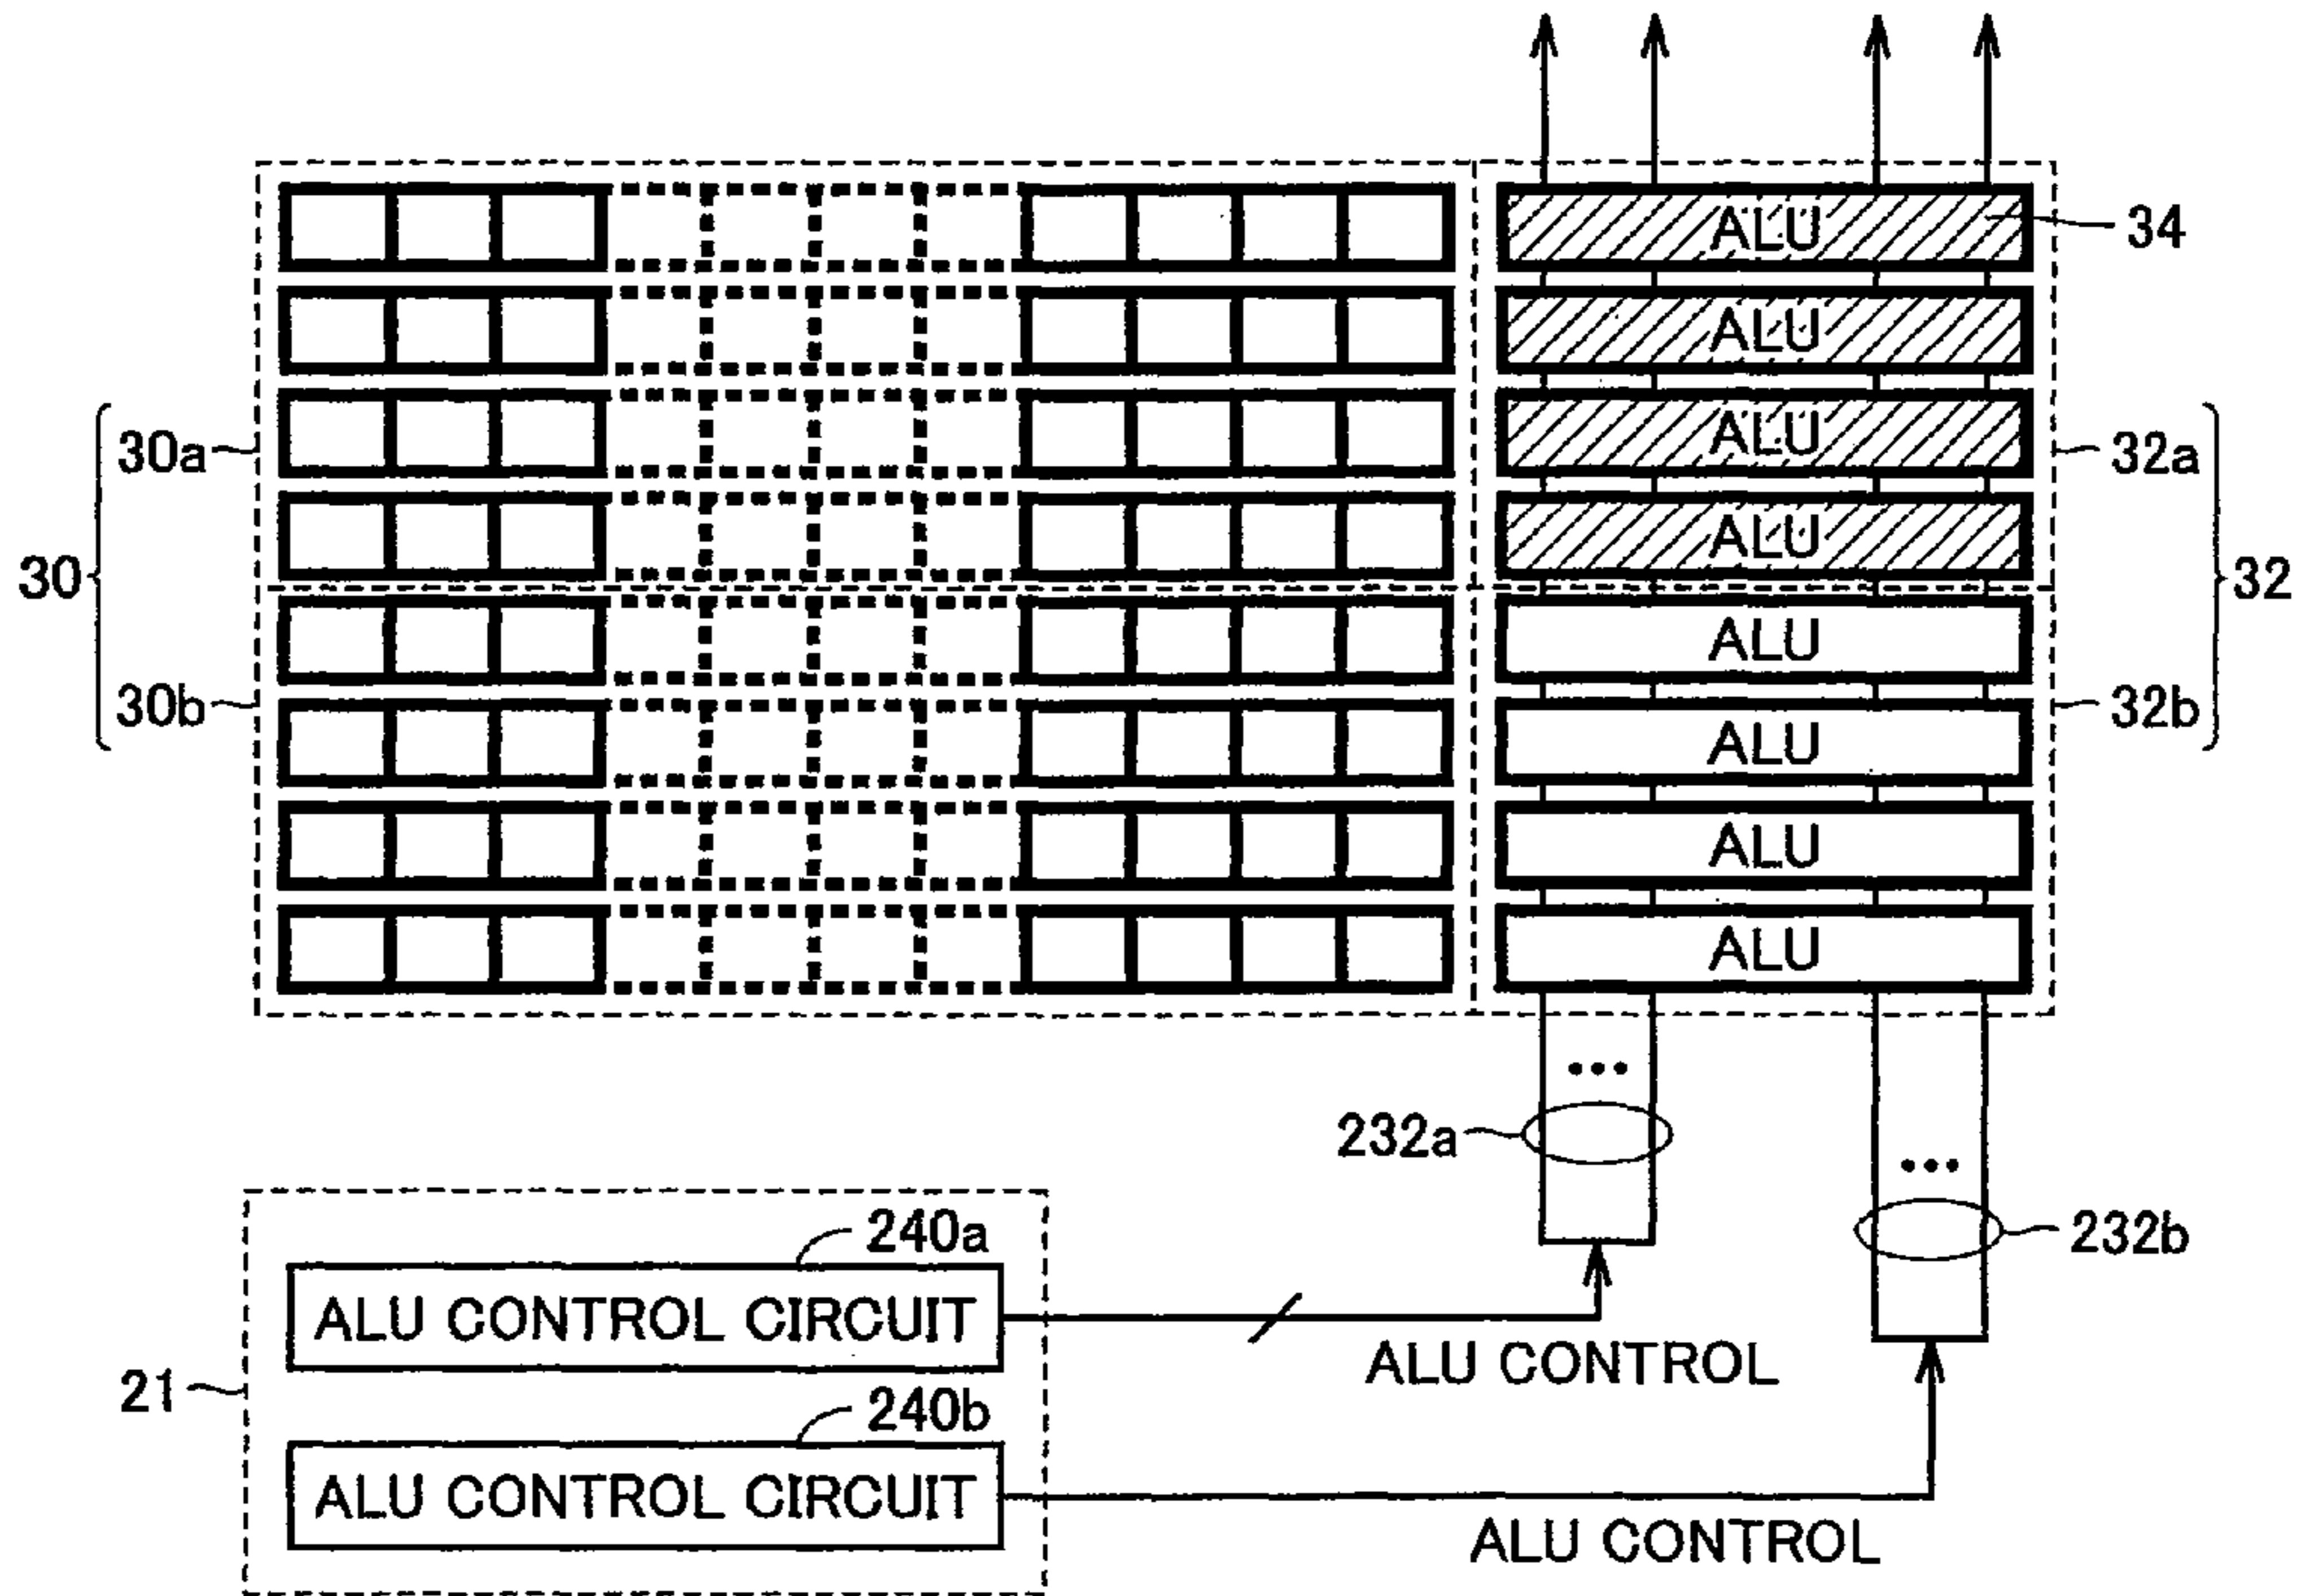 ALU
34
ALU
30a
ALU
32a
ALU
30
32
ALU
30b
ALU
32b
ALU
ALU
...
232a
...
232b
240a
ALU CONTROL CIRCUIT
ALU CONTROL
21
240b
ALU CONTROL CIRCUIT
ALU CONTROL